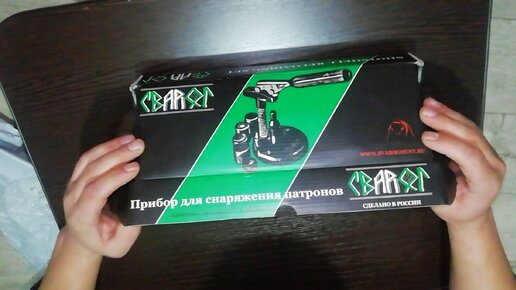 СВАРОГ
WWW.SVAROGHUNT.RU
Прибор для снаряжения патронов
СВАРОГ
СДЕЛАНО В РОССИИ